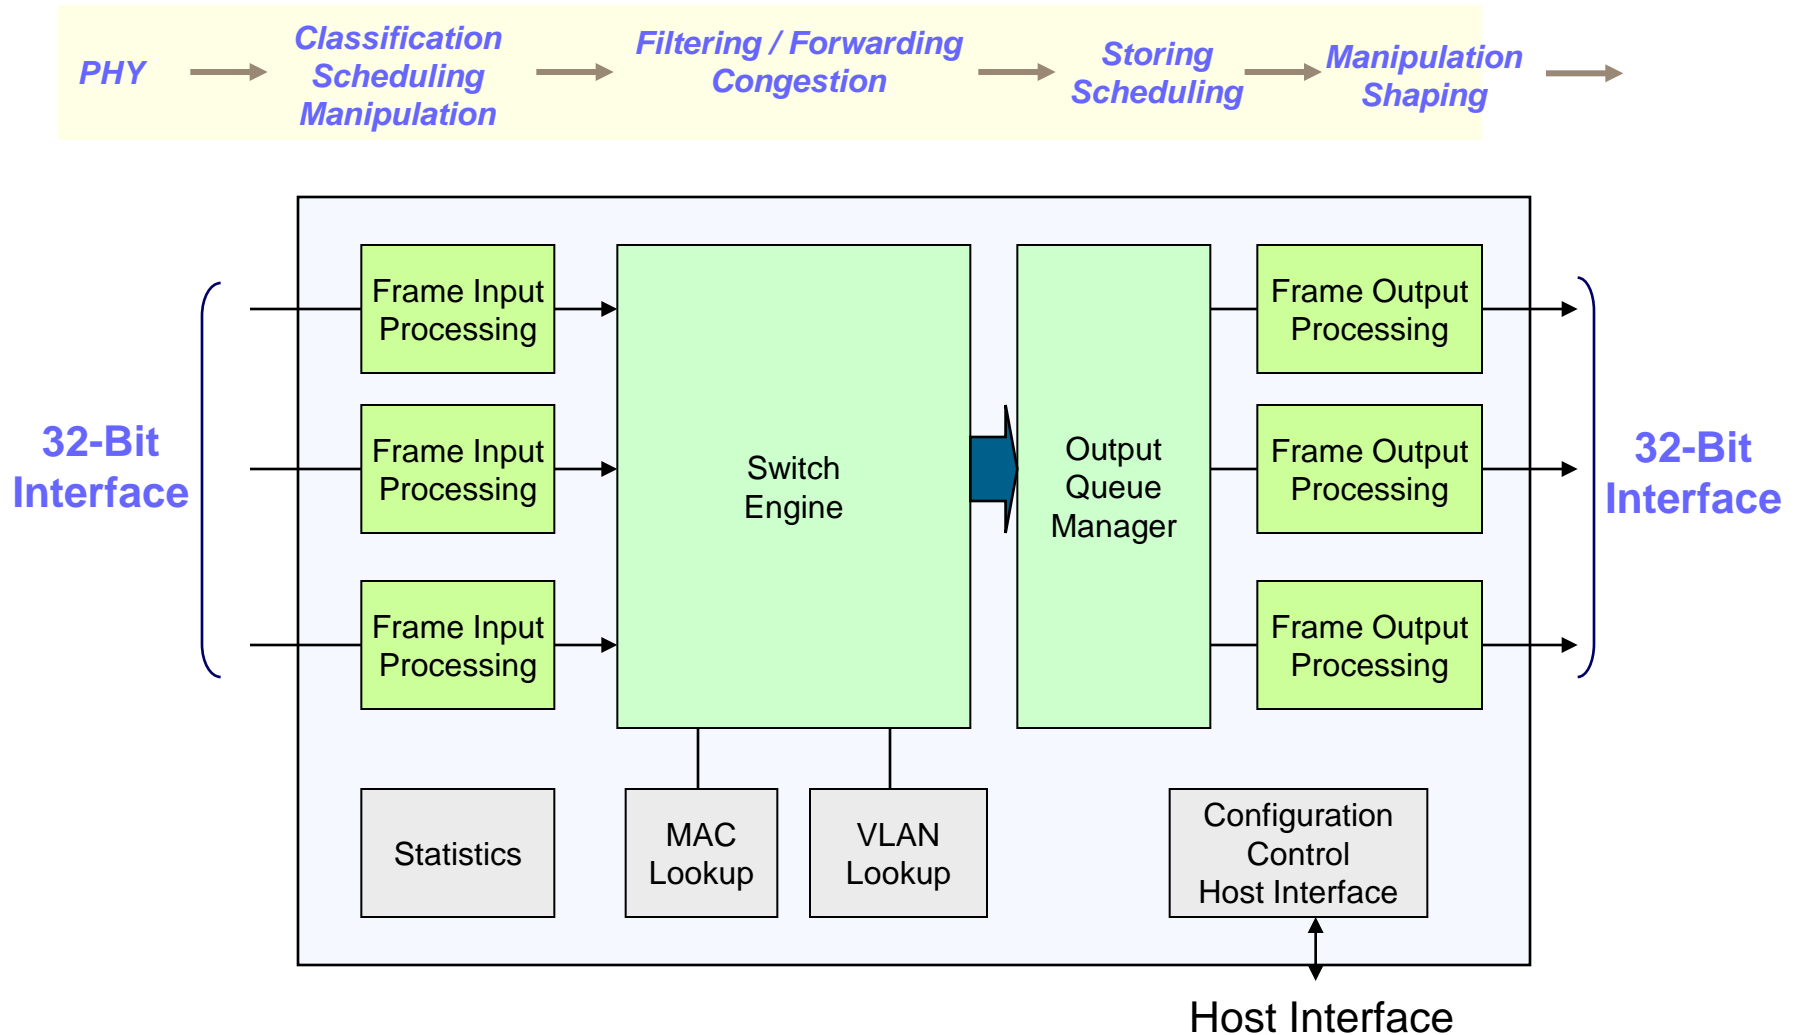 PHY
Classification
Scheduling
Manipulation
Filtering / Forwarding
Congestion
Storing
Scheduling
Manipulation
Shaping
32-Bit
Interface
Frame Input
Processing
Frame Input
Processing
Frame Input
Processing
Switch
Engine
Output
Queue
Manager
Frame Output
Processing
Frame Output
Processing
Frame Output
Processing
32-Bit
Interface
Statistics
MAC
Lookup
VLAN
Lookup
Configuration
Control
Host Interface
Host Interface